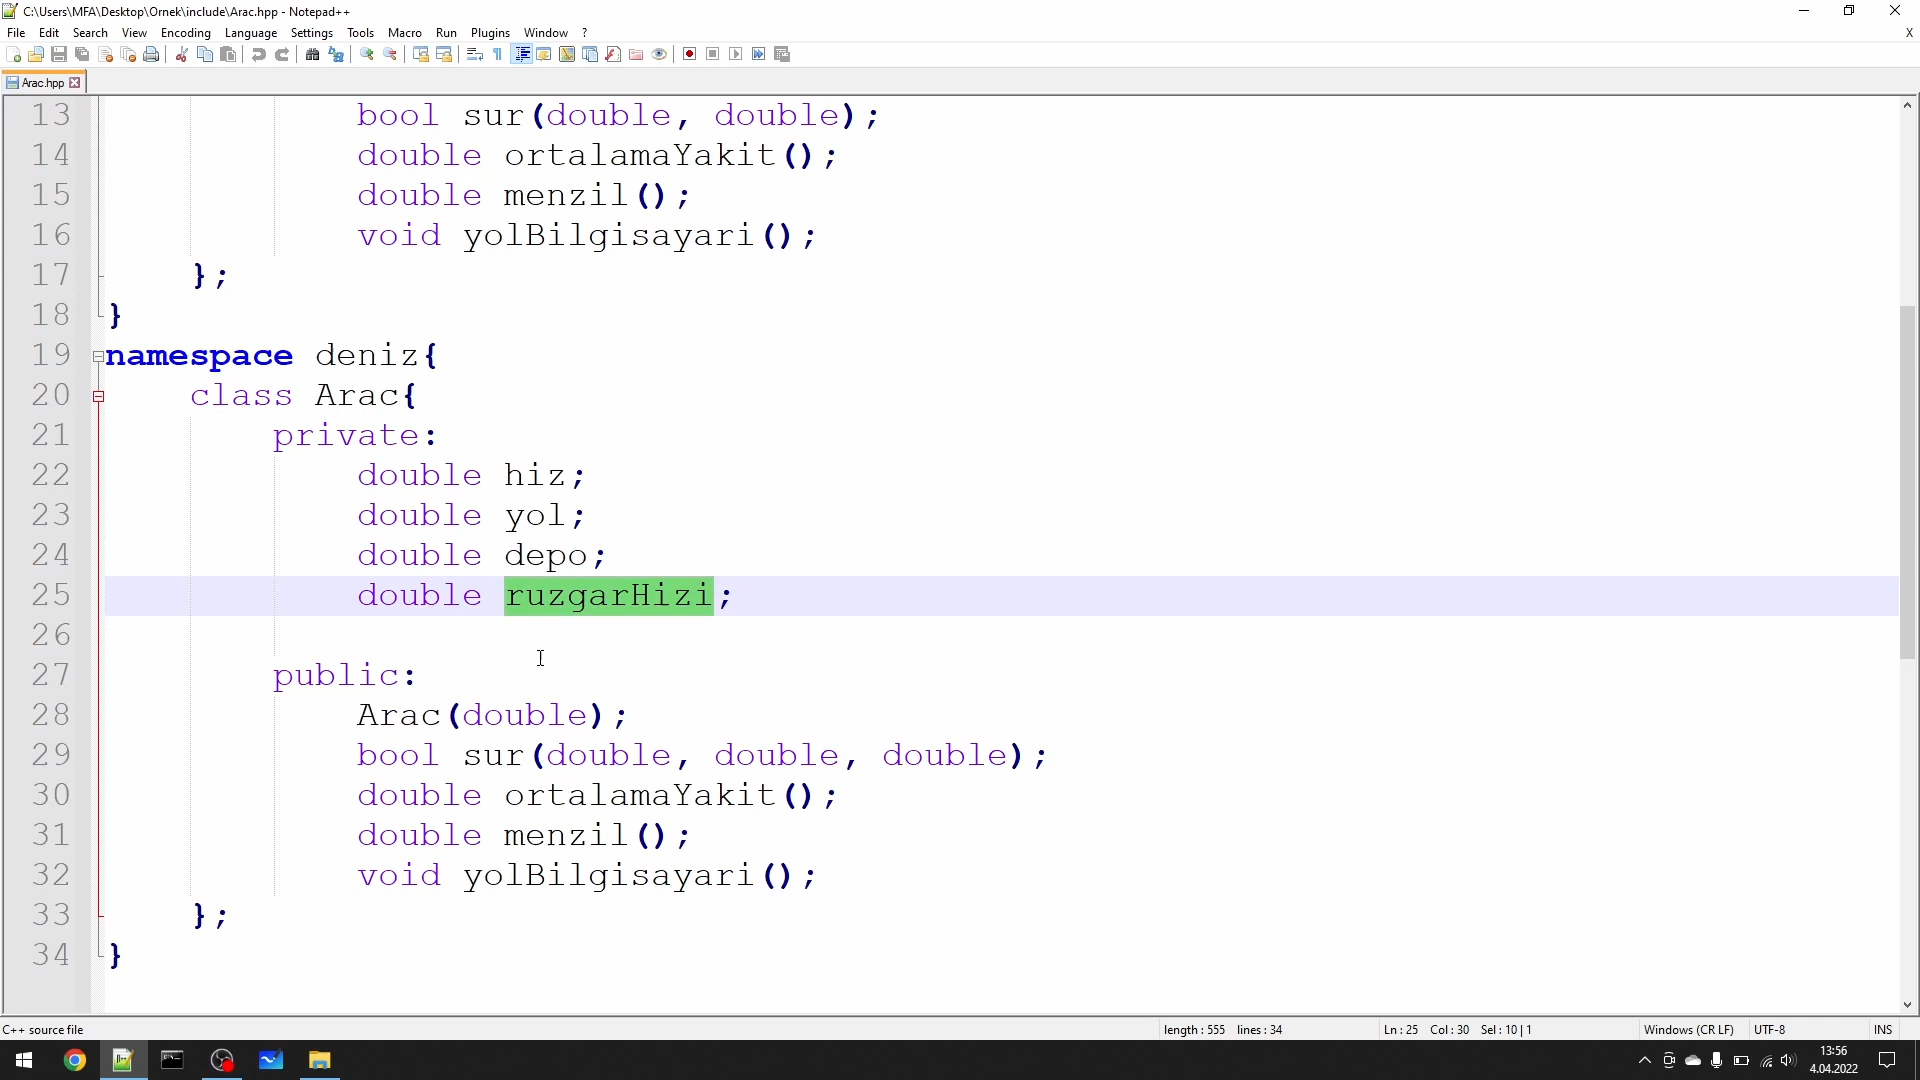 C:\Users\MFA\Desktop\Ornek\include\Arac.hpp - Notepad++
File Edit Search View Encoding Language Settings Tools Macro Run Plugins Window ? X
Arac.hpp
13 bool sur(double, double);
14 double ortalamaYakit();
15 double menzil();
16 void yolBilgisayari();
17 };
18 }
19 namespace deniz{
20 class Arac{
21 private:
22 double hiz;
23 double yol;
24 double depo;
25 double ruzgarHizi;
26
27 public:
28 Arac(double);
29 bool sur(double, double, double);
30 double ortalamaYakit();
31 double menzil();
32 void yolBilgisayari();
33 };
34 }
C++ source file length : 555 lines : 34 Ln : 25 Col : 30 Sel : 10 | 1 Windows (CR LF) UTF-8 INS
13:56
4.04.2022